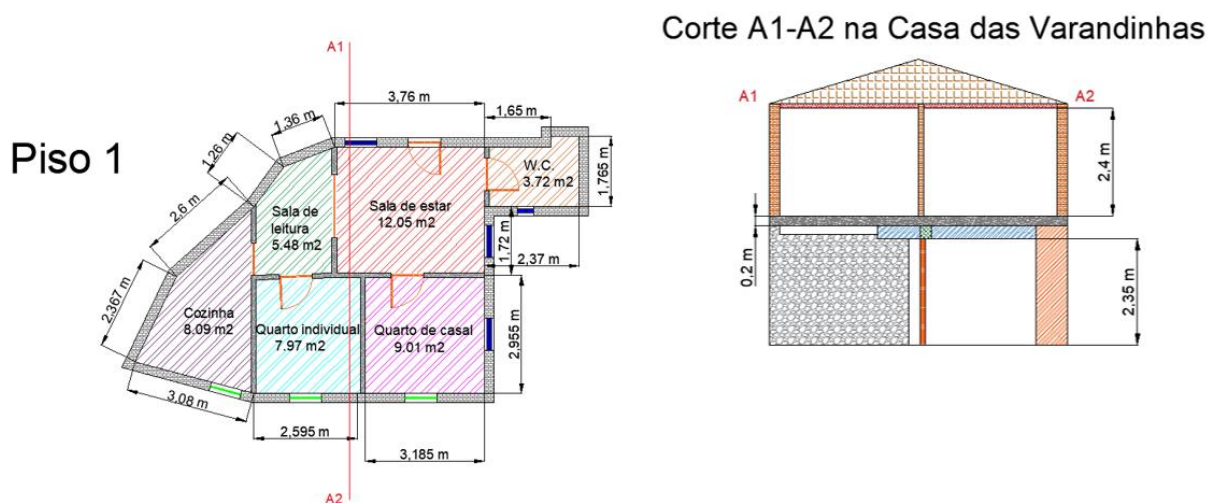 Corte A1-A2 na Casa das Varandinhas
Piso 1
A1
3,76 m
1,65 m
1,36 m
1,26 m
2,6 m
2,367 m
3,08 m
W.C.
3.72 m2
1,765 m
Sala de
leitura
5.48 m2
Sala de estar
12.05 m2
1,72 m
2,37 m
Cozinha
8.09 m2
Quarto individual
7.97 m2
Quarto de casal
9.01 m2
2,955 m
2,595 m
3,185 m
A2
A1
A2
2,4 m
0,2 m
2,35 m